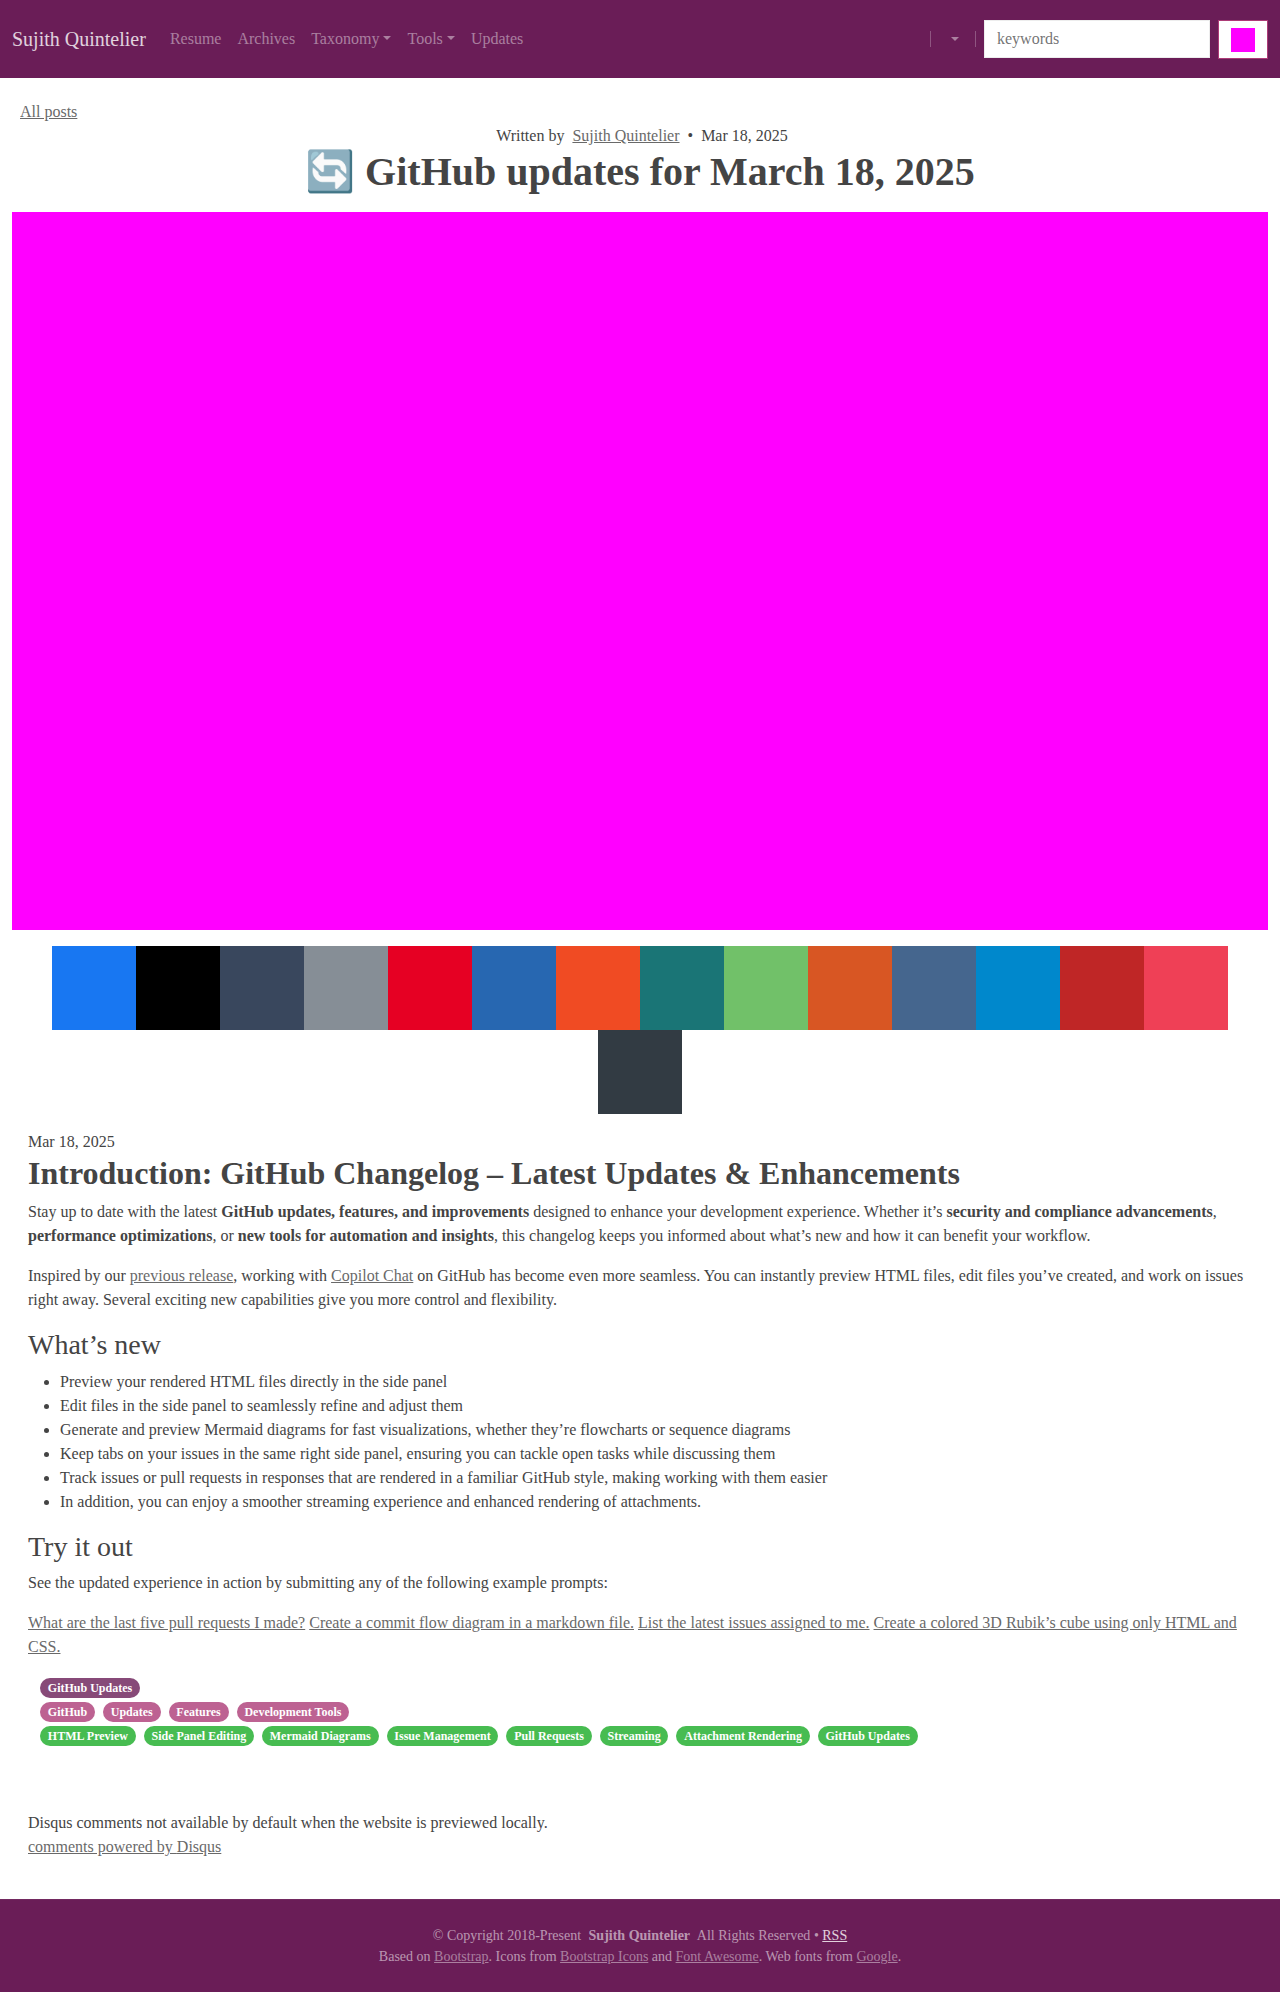 Sujith Quintelier Resume Archives Taxonomy Tools Updates keywords
All posts
Written by Sujith Quintelier • Mar 18, 2025
🔄 GitHub updates for March 18, 2025
Mar 18, 2025
Introduction: GitHub Changelog – Latest Updates & Enhancements
Stay up to date with the latest GitHub updates, features, and improvements designed to enhance your development experience. Whether it’s security and compliance advancements,
performance optimizations, or new tools for automation and insights, this changelog keeps you informed about what’s new and how it can benefit your workflow.
Inspired by our previous release, working with Copilot Chat on GitHub has become even more seamless. You can instantly preview HTML files, edit files you’ve created, and work on issues
right away. Several exciting new capabilities give you more control and flexibility.
What’s new
• Preview your rendered HTML files directly in the side panel
• Edit files in the side panel to seamlessly refine and adjust them
• Generate and preview Mermaid diagrams for fast visualizations, whether they’re flowcharts or sequence diagrams
• Keep tabs on your issues in the same right side panel, ensuring you can tackle open tasks while discussing them
• Track issues or pull requests in responses that are rendered in a familiar GitHub style, making working with them easier
• In addition, you can enjoy a smoother streaming experience and enhanced rendering of attachments.
Try it out
See the updated experience in action by submitting any of the following example prompts:
What are the last five pull requests I made? Create a commit flow diagram in a markdown file. List the latest issues assigned to me. Create a colored 3D Rubik’s cube using only HTML and
CSS.
GitHub Updates
GitHub Updates Features Development Tools
HTML Preview Side Panel Editing Mermaid Diagrams Issue Management Pull Requests Streaming Attachment Rendering GitHub Updates
Disqus comments not available by default when the website is previewed locally.
comments powered by Disqus
© Copyright 2018-Present Sujith Quintelier All Rights Reserved • RSS
Based on Bootstrap. Icons from Bootstrap Icons and Font Awesome. Web fonts from Google.